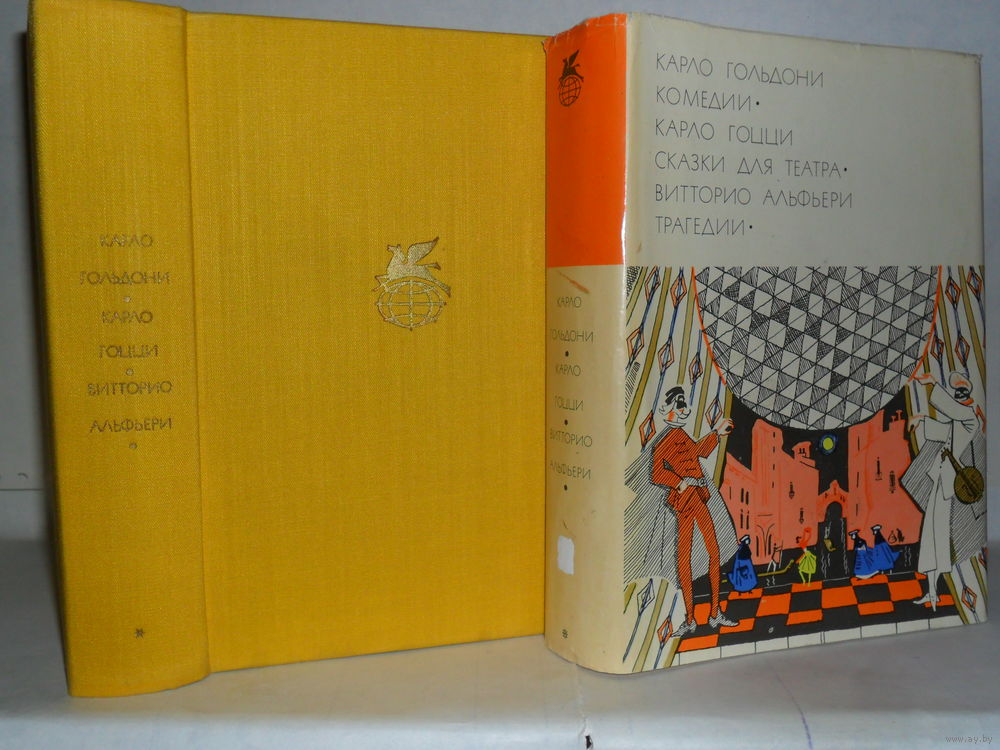 КАРЛО
ГОЛЬДОНИ
•
КАРЛО
ГОЦЦИ
•
ВИТТОРИО
АЛЬФЬЕРИ
•
*
КАРЛО ГОЛЬДОНИ
КОМЕДИИ•
КАРЛО ГОЦЦИ
СКАЗКИ ДЛЯ ТЕАТРА•
ВИТТОРИО АЛЬФЬЕРИ
ТРАГЕДИИ•
КАРЛО
ГОЛЬДОНИ
•
КАРЛО
ГОЦЦИ
•
ВИТТОРИО
АЛЬФЬЕРИ
•
*
www.ay.by